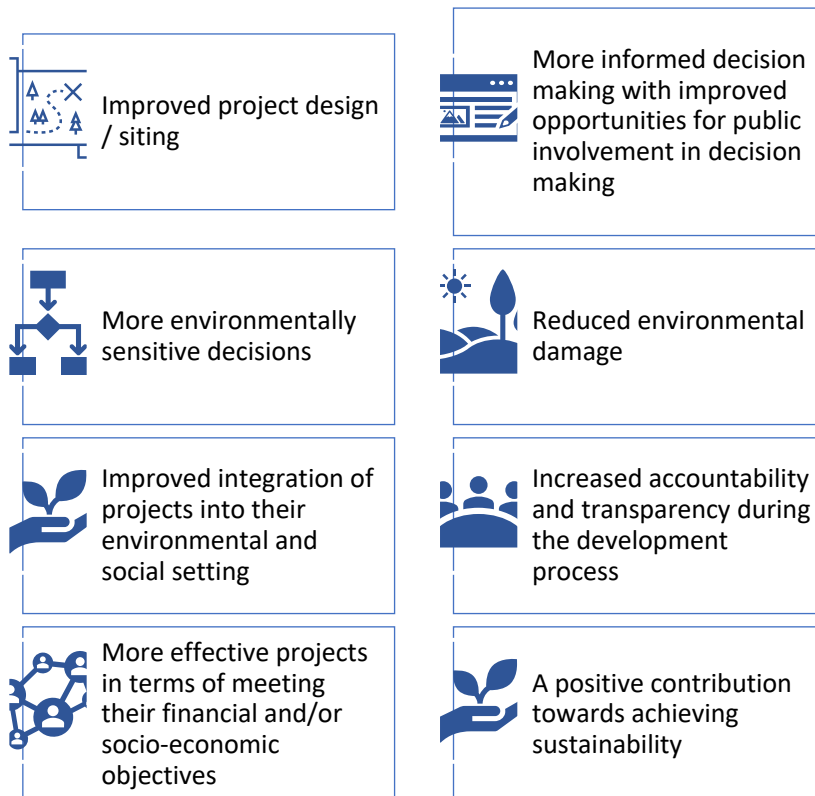 Improved project design
/ siting
More informed decision
making with improved
opportunities for public
involvement in decision
making
More environmentally
sensitive decisions
Reduced environmental
damage
Improved integration of
projects into their
environmental and
social setting
Increased accountability
and transparency during
the development
process
More effective projects
in terms of meeting
their financial and/or
socio-economic
objectives
A positive contribution
towards achieving
sustainability